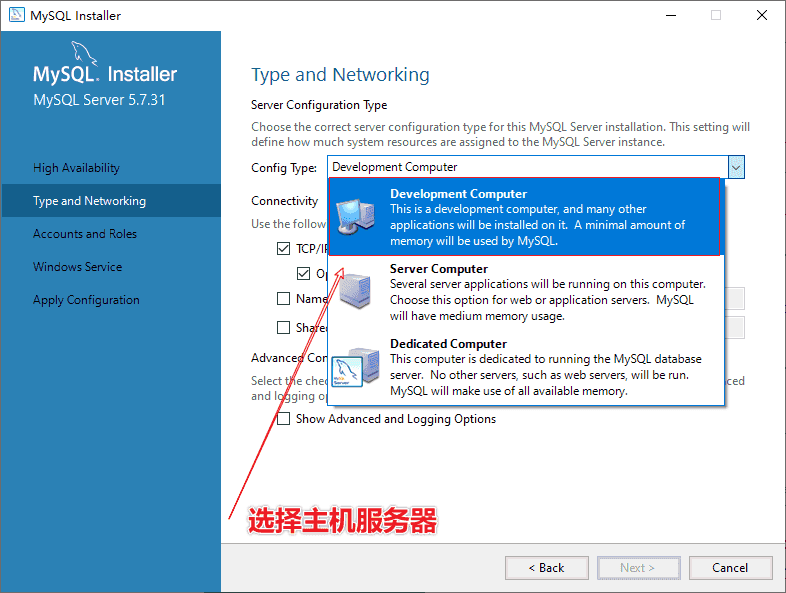 MySQL Installer
MySQL. Installer
MySQL Server 5.7.31
High Availability
Type and Networking
Accounts and Roles
Windows Service
Apply Configuration
Type and Networking
Server Configuration Type
Choose the correct server configuration type for this MySQL Server installation. This setting will
define how much system resources are assigned to the MySQL Server instance.
Config Type: Development Computer
Development Computer
This is a development computer, and many other
applications will be installed on it. A minimal amount of
memory will be used by MySQL.
Server Computer
Several server applications will be running on this computer.
Choose this option for web or application servers. MySQL
will have medium memory usage.
Dedicated Computer
This computer is dedicated to running the MySQL database
server. No other servers, such as web servers, will be run.
MySQL will make use of all available memory.
Connectivity
Use the follow
TCP/IP
Op
Name
Share
Advanced Con
Select the che
and logging op
Show Advanced and Logging Options
选择主机服务器
< Back
Next >
Cancel